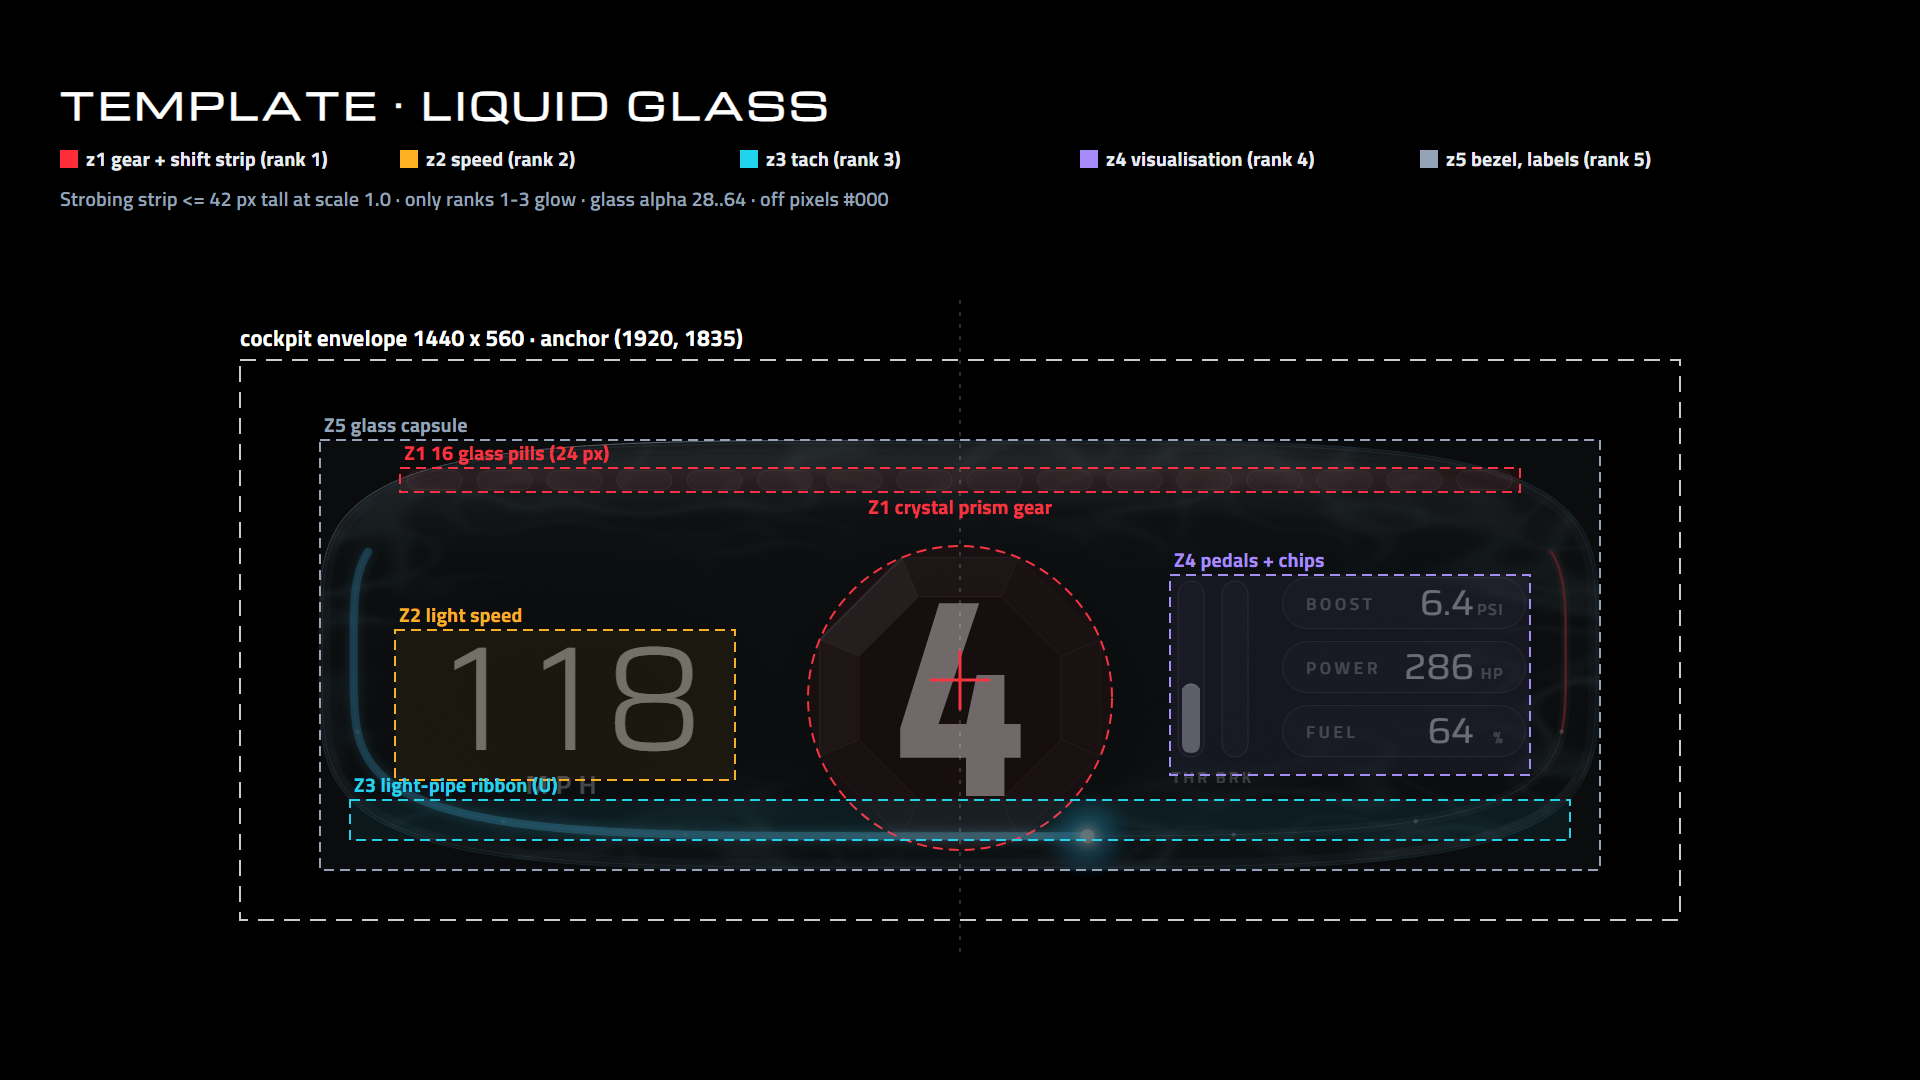 TEMPLATE · LIQUID GLASS
z1 gear + shift strip (rank 1)
z2 speed (rank 2)
z3 tach (rank 3)
z4 visualisation (rank 4)
z5 bezel, labels (rank 5)
Strobing strip <= 42 px tall at scale 1.0 · only ranks 1-3 glow · glass alpha 28..64 · off pixels #000
cockpit envelope 1440 x 560 · anchor (1920, 1835)
Z5 glass capsule
Z1 16 glass pills (24 px)
Z1 crystal prism gear
Z4 pedals + chips
BOOST 6.4 PSI
Z2 light speed
118
4
POWER 286 HP
FUEL 64 %
THR BRK
Z3 light-pipe ribbon (U)
MPH